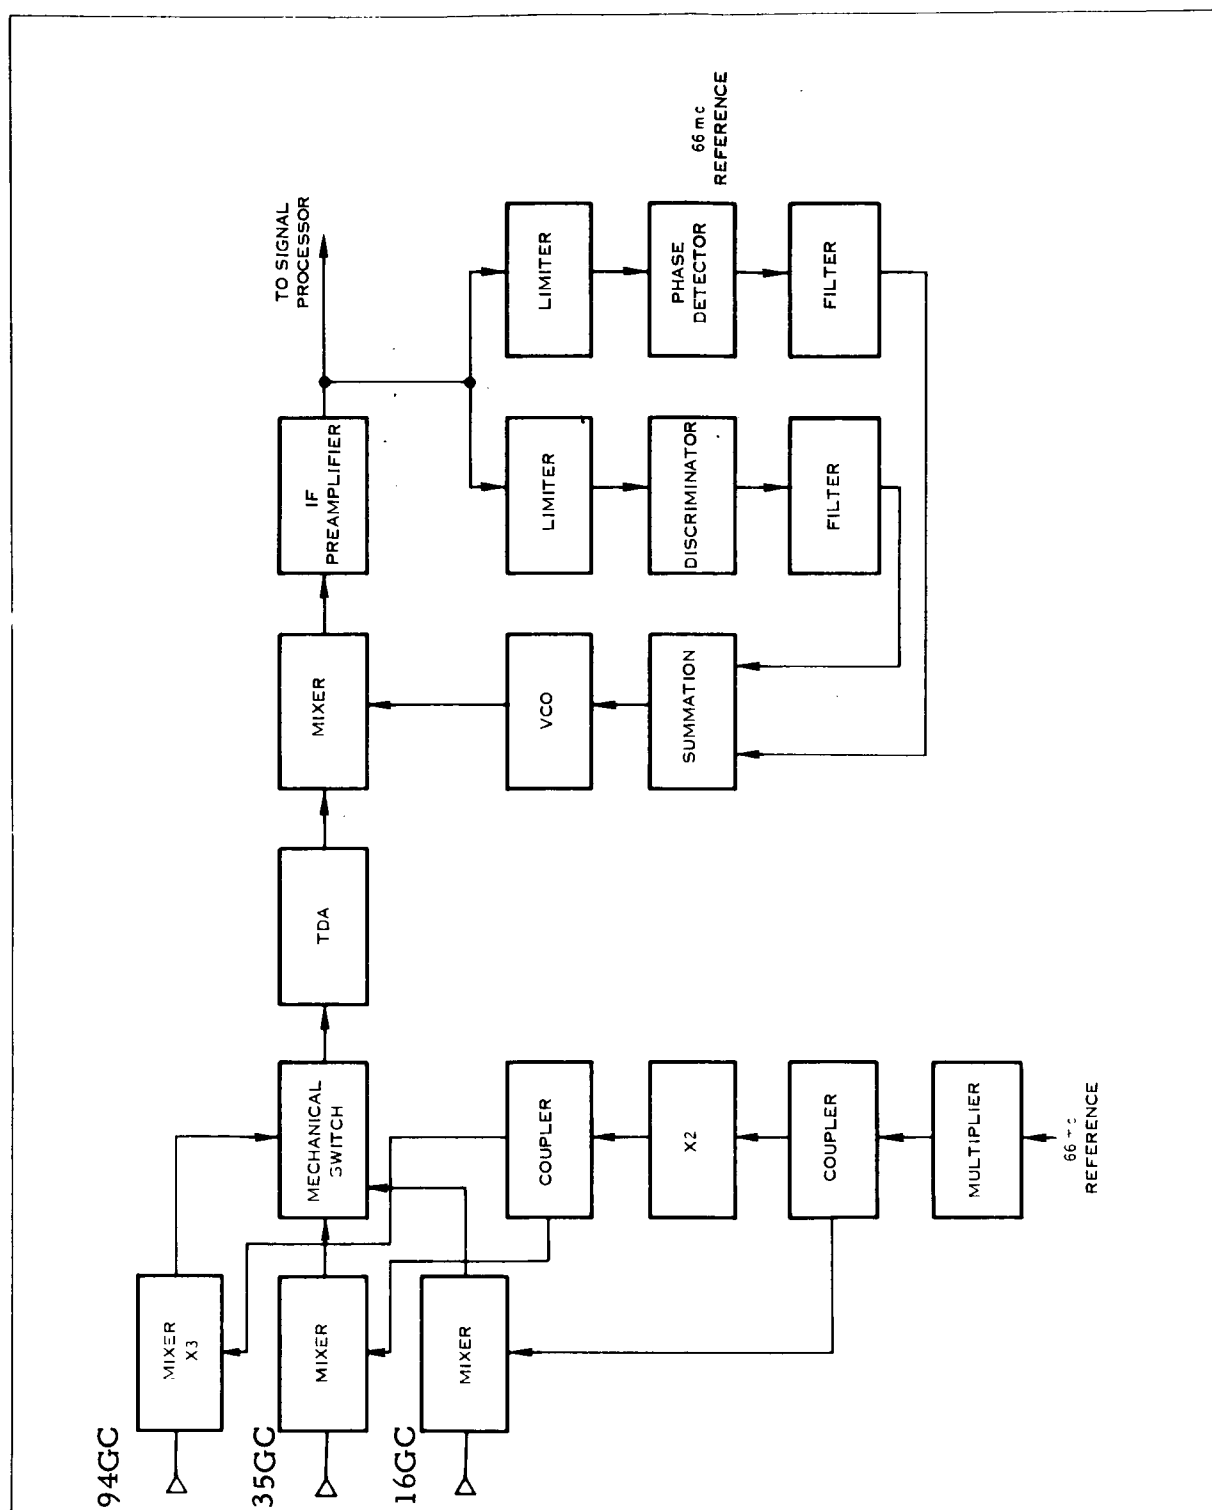 94GC
35GC
16GC
MIXER
X3
MIXER
MIXER
MECHANICAL
SWITCH
COUPLER
X2
COUPLER
MULTIPLIER
66
REFERENCE
TDA
MIXER
VCO
SUMMATION
IF
PREAMPLIFIER
LIMITER
DISCRIMINATOR
FILTER
TO SIGNAL
PROCESSOR
LIMITER
PHASE
DETECTOR
FILTER
66 mc
REFERENCE